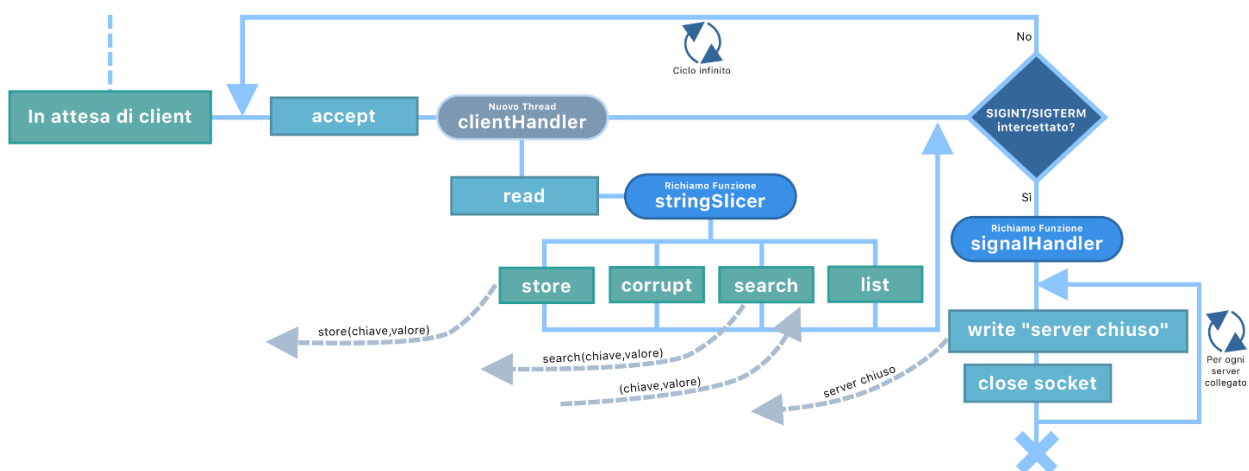 No
Ciclo infinito
In attesa di client
accept
Nuovo Thread
clientHandler
SIGINT/SIGTERM
intercettato?
read
Richiamo Funzione
stringSlicer
Sì
Richiamo Funzione
signalHandler
store
corrupt
search
list
store(chiave,valore)
search(chiave,valore)
(chiave,valore)
server chiuso
write "server chiuso"
close socket
Per ogni
server
collegato